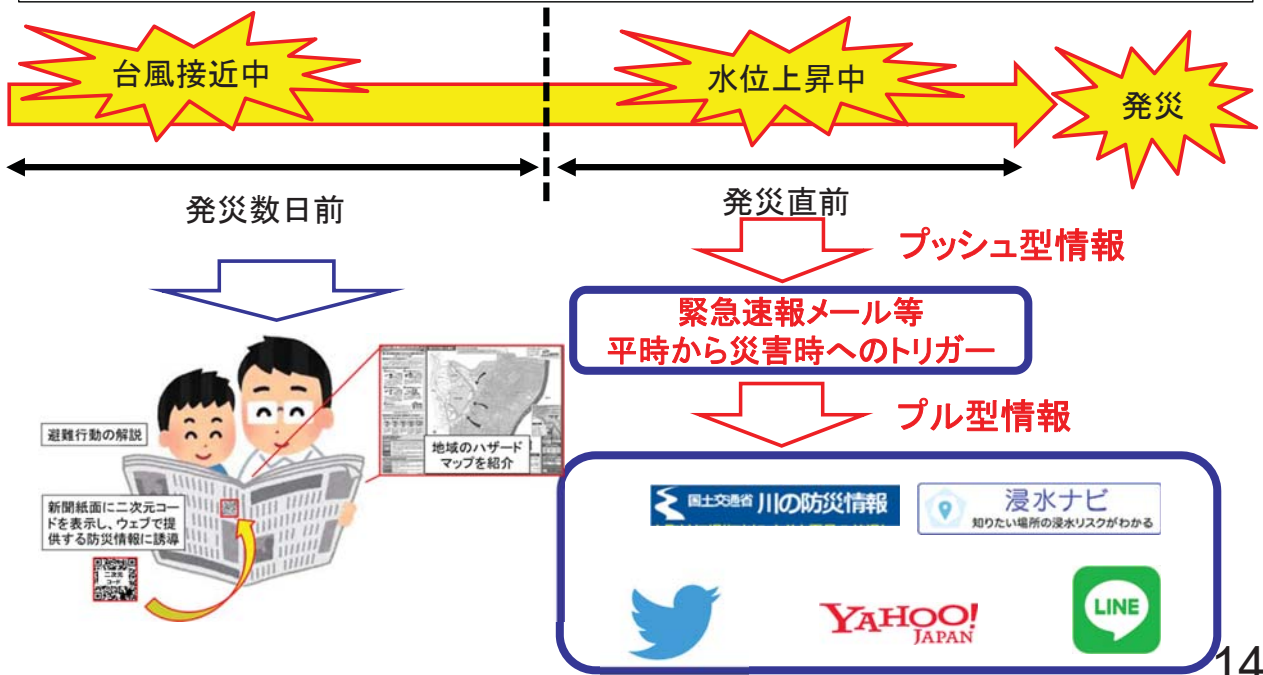 台風接近中
水位上昇中
発災
発災数日前
発災直前
プッシュ型情報
緊急速報メール等
平時から災害時へのトリガー
プル型情報
避難行動の解説
地域のハザード
マップを紹介
新聞紙面に二次元コー
ドを表示し、ウェブで提
供する防災情報に誘導
二次元
コード
国土交通省 川の防災情報
浸水ナビ
知りたい場所の浸水リスクがわかる
YAHOO!
JAPAN
LINE
14